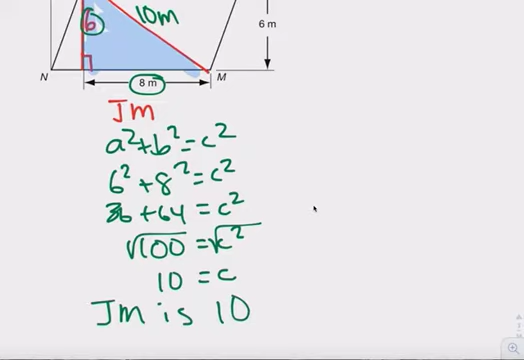 10m
6
6 m
N
M
8 m
JM
a²+b²=c²
6²+8²=c²
36+64=c²
√100=√c²
10=c
JM is 10